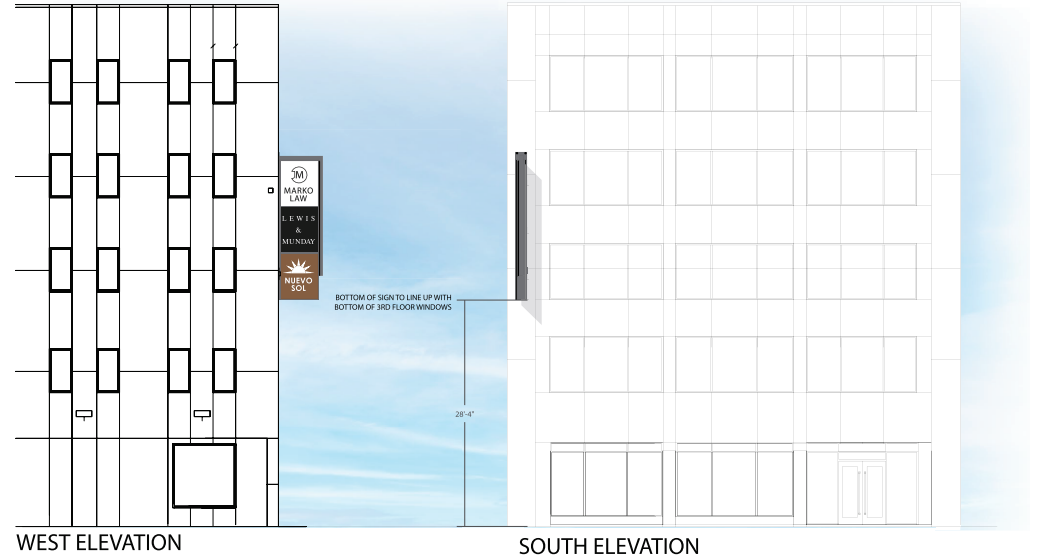 JM
MARKO
LAW
LEWIS
&
MUNDAY
NUEVO
SOL
BOTTOM OF SIGN TO LINE UP WITH
BOTTOM OF 3RD FLOOR WINDOWS
28'-4"
WEST ELEVATION
SOUTH ELEVATION